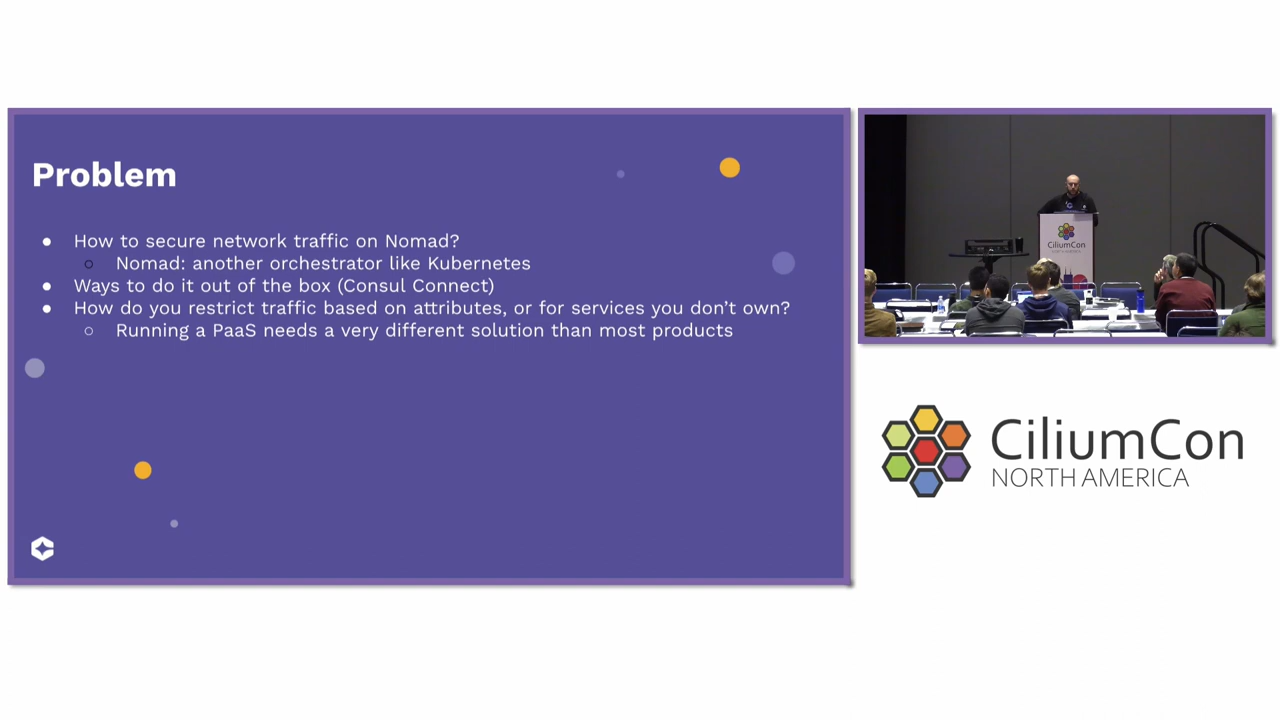 Problem
● How to secure network traffic on Nomad?
○ Nomad: another orchestrator like Kubernetes
● Ways to do it out of the box (Consul Connect)
● How do you restrict traffic based on attributes, or for services you don't own?
○ Running a PaaS needs a very different solution than most products
CiliumCon
CiliumCon
NORTH AMERICA